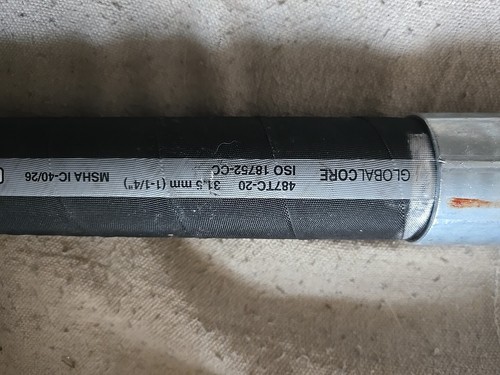 GLOBALCORE
487TC-20 31,5 mm (1-1/4")
ISO 18752-CC
MSHA IC-40/26